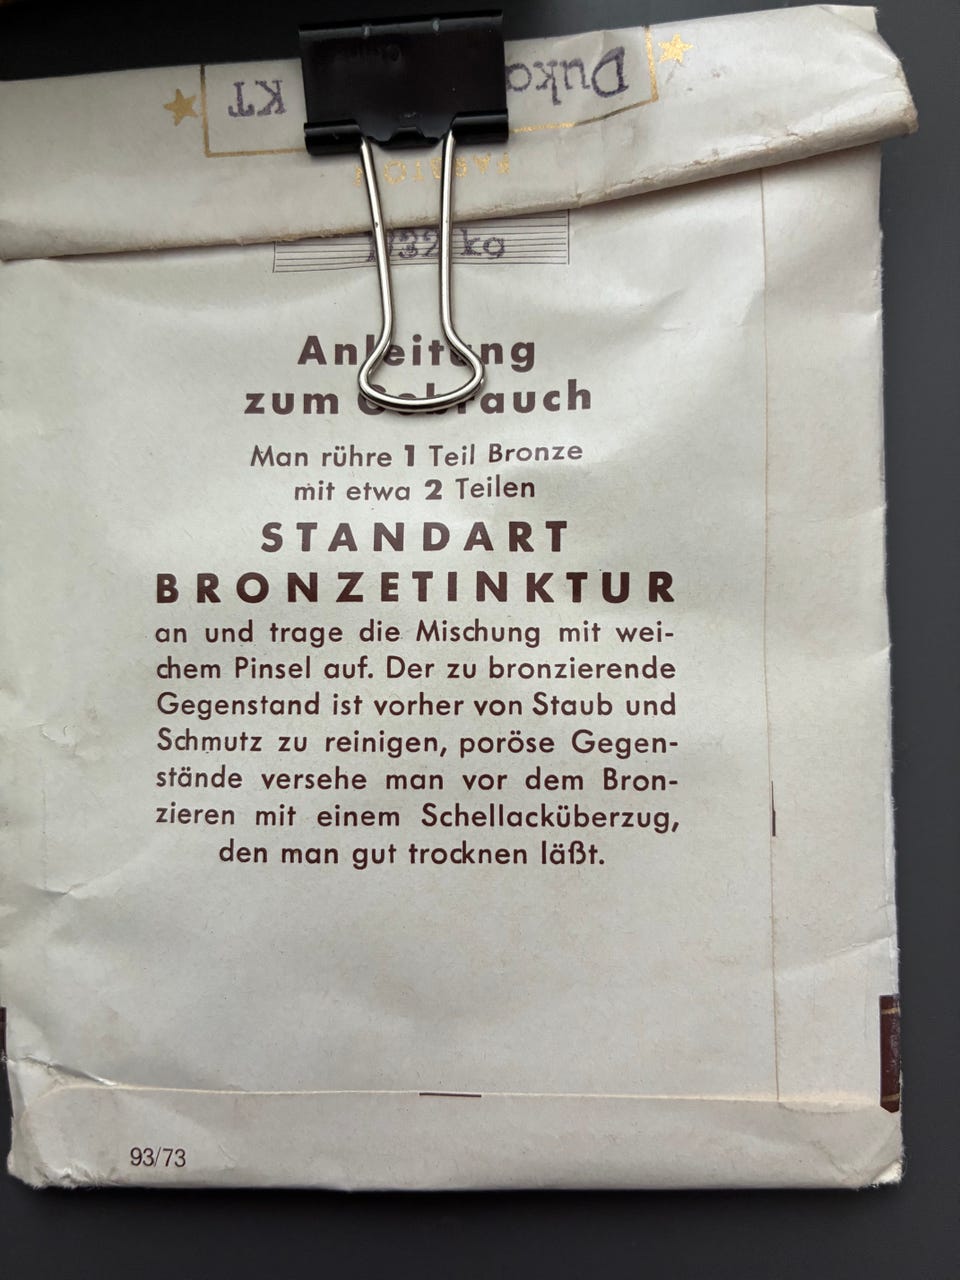 KT
Anleitung
zum Gebrauch
Man rühre 1 Teil Bronze
mit etwa 2 Teilen
STANDART
BRONZETINKTUR
an und trage die Mischung mit wei-
chem Pinsel auf. Der zu bronzierende
Gegenstand ist vorher von Staub und
Schmutz zu reinigen, poröse Gegen-
stände versehe man vor dem Bron-
zieren mit einem Schellacküberzug,
den man gut trocknen läßt.
93/73